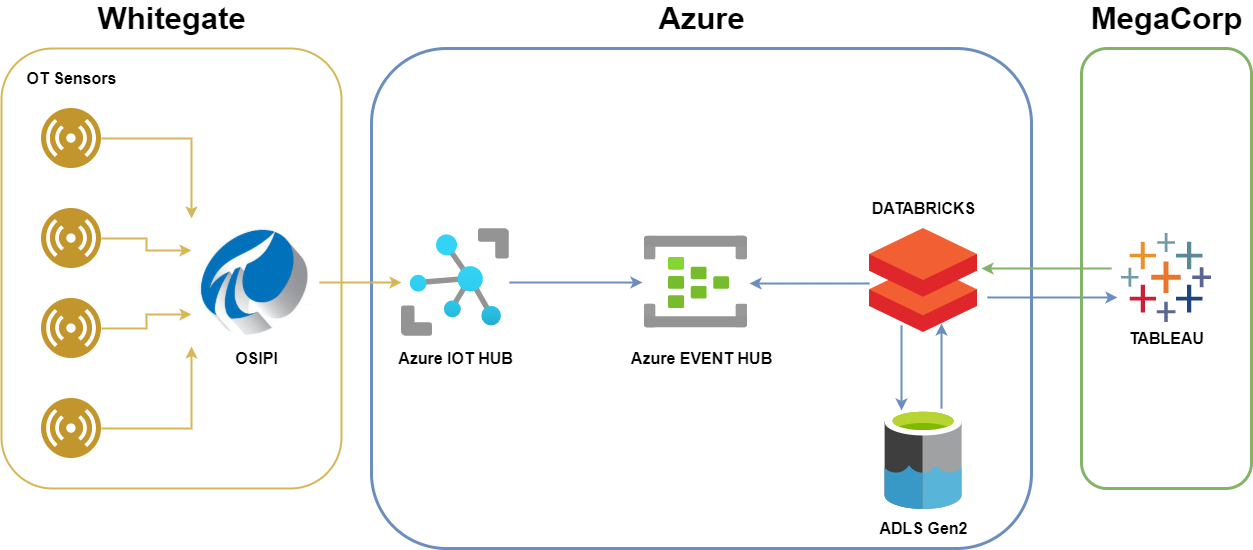 Whitegate
Azure
MegaCorp
OT Sensors
DATABRICKS
OSIPI
Azure IOT HUB
Azure EVENT HUB
TABLEAU
ADLS Gen2